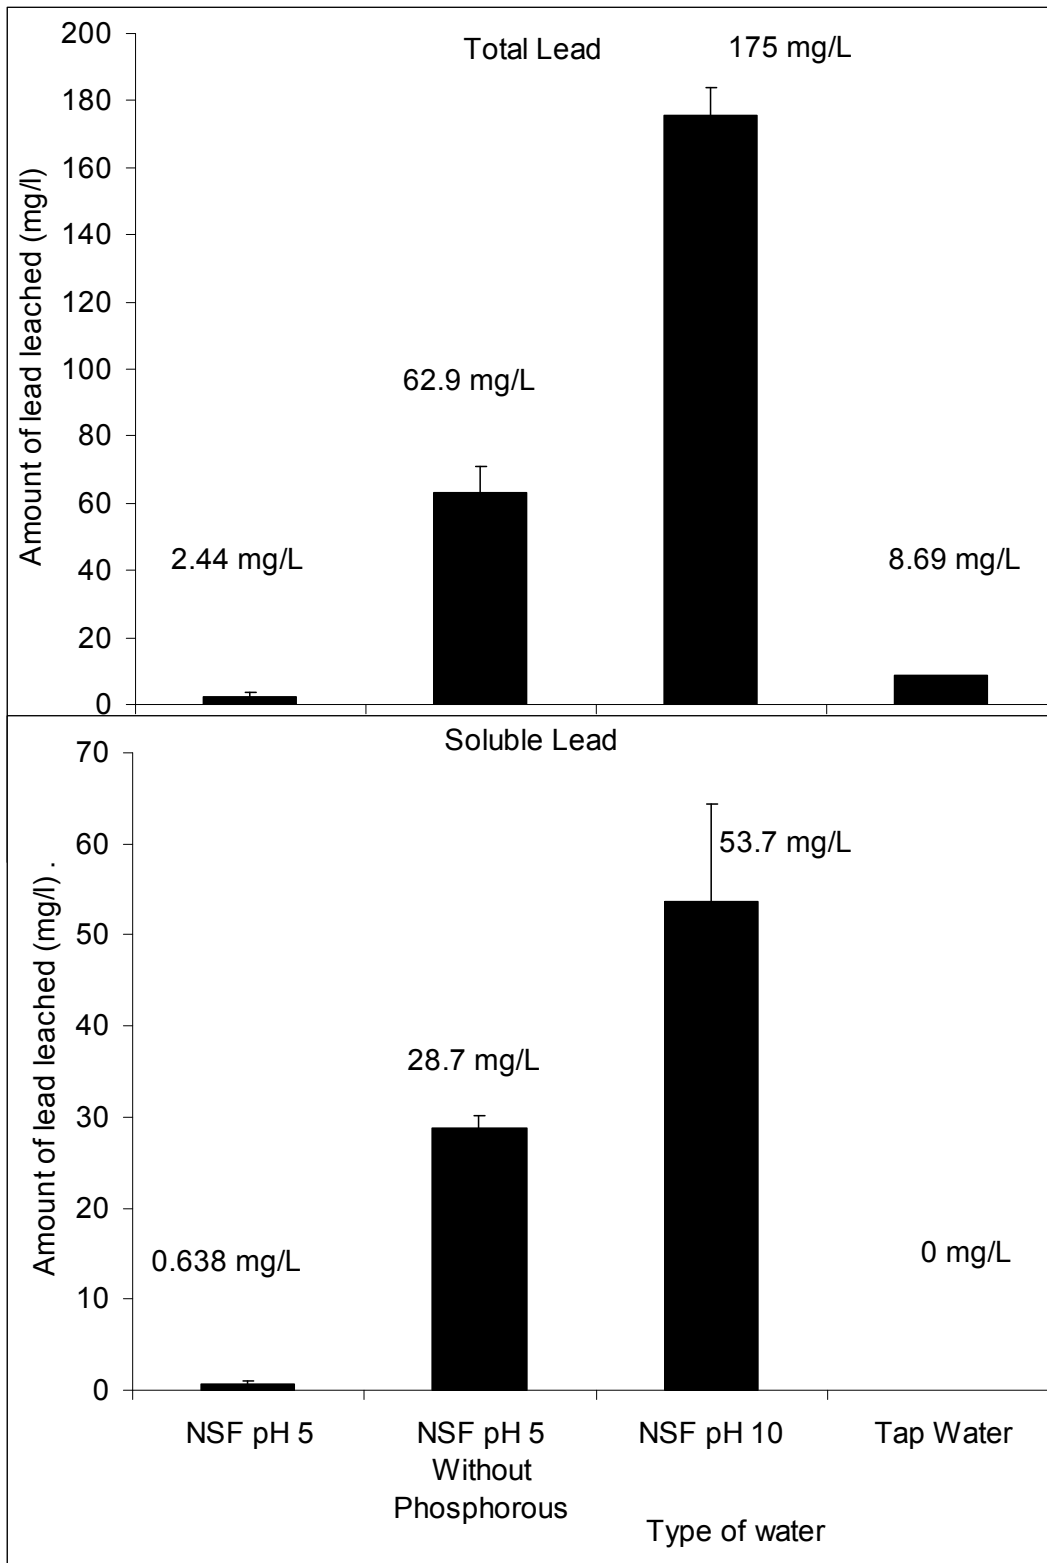 Total Lead
175 mg/L
62.9 mg/L
2.44 mg/L
8.69 mg/L
Amount of lead leached (mg/l)
200
180
160
140
120
100
80
60
40
20
0
Soluble Lead
53.7 mg/L
28.7 mg/L
0.638 mg/L
0 mg/L
Amount of lead leached (mg/l) .
70
60
50
40
30
20
10
0
NSF pH 5
NSF pH 5
Without
Phosphorous
NSF pH 10
Tap Water
Type of water